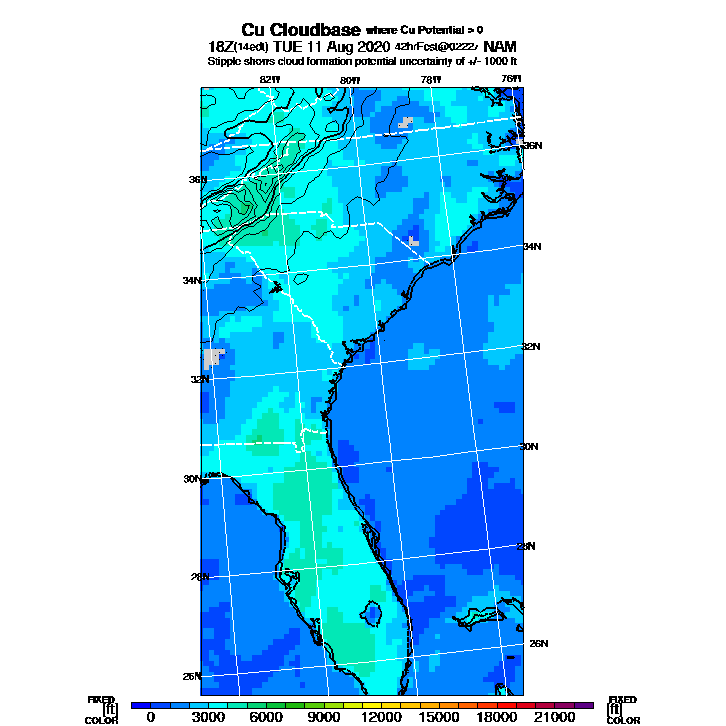 Cu Cloudbase where Cu Potential > 0
18Z(14edt) TUE 11 Aug 2020 42hrFcst@0222z NAM
Stipple shows cloud formation potential uncertainty of +/- 1000 ft
82W 80W 78W 76W
36N
36N
34N
34N
32N
32N
30N
30N
28N
28N
26N
26N
FIXED FIXED
[ft] [ft]
COLOR COLOR
0 3000 6000 9000 12000 15000 18000 21000